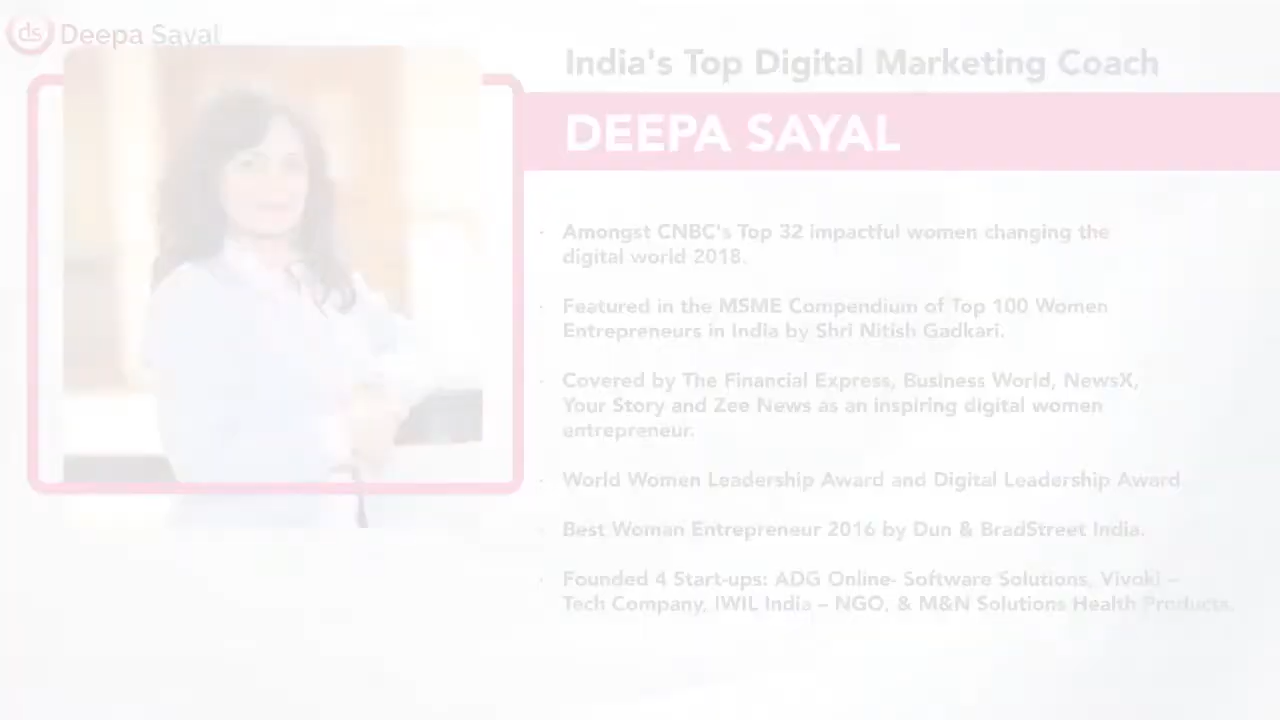 ds Deepa Sayal
India's Top Digital Marketing Coach
DEEPA SAYAL
· Amongst CNBC's Top 32 impactful women changing the
digital world 2018.
· Featured in the MSME Compendium of Top 100 Women
Entrepreneurs in India by Shri Nitish Gadkari.
· Covered by The Financial Express, Business World, NewsX,
Your Story and Zee News as an inspiring digital women
entrepreneur.
· World Women Leadership Award and Digital Leadership Award
· Best Woman Entrepreneur 2016 by Dun & BradStreet India.
· Founded 4 Start-ups: ADG Online- Software Solutions, Vivoki –
Tech Company, IWIL India – NGO, & M&N Solutions Health Products.